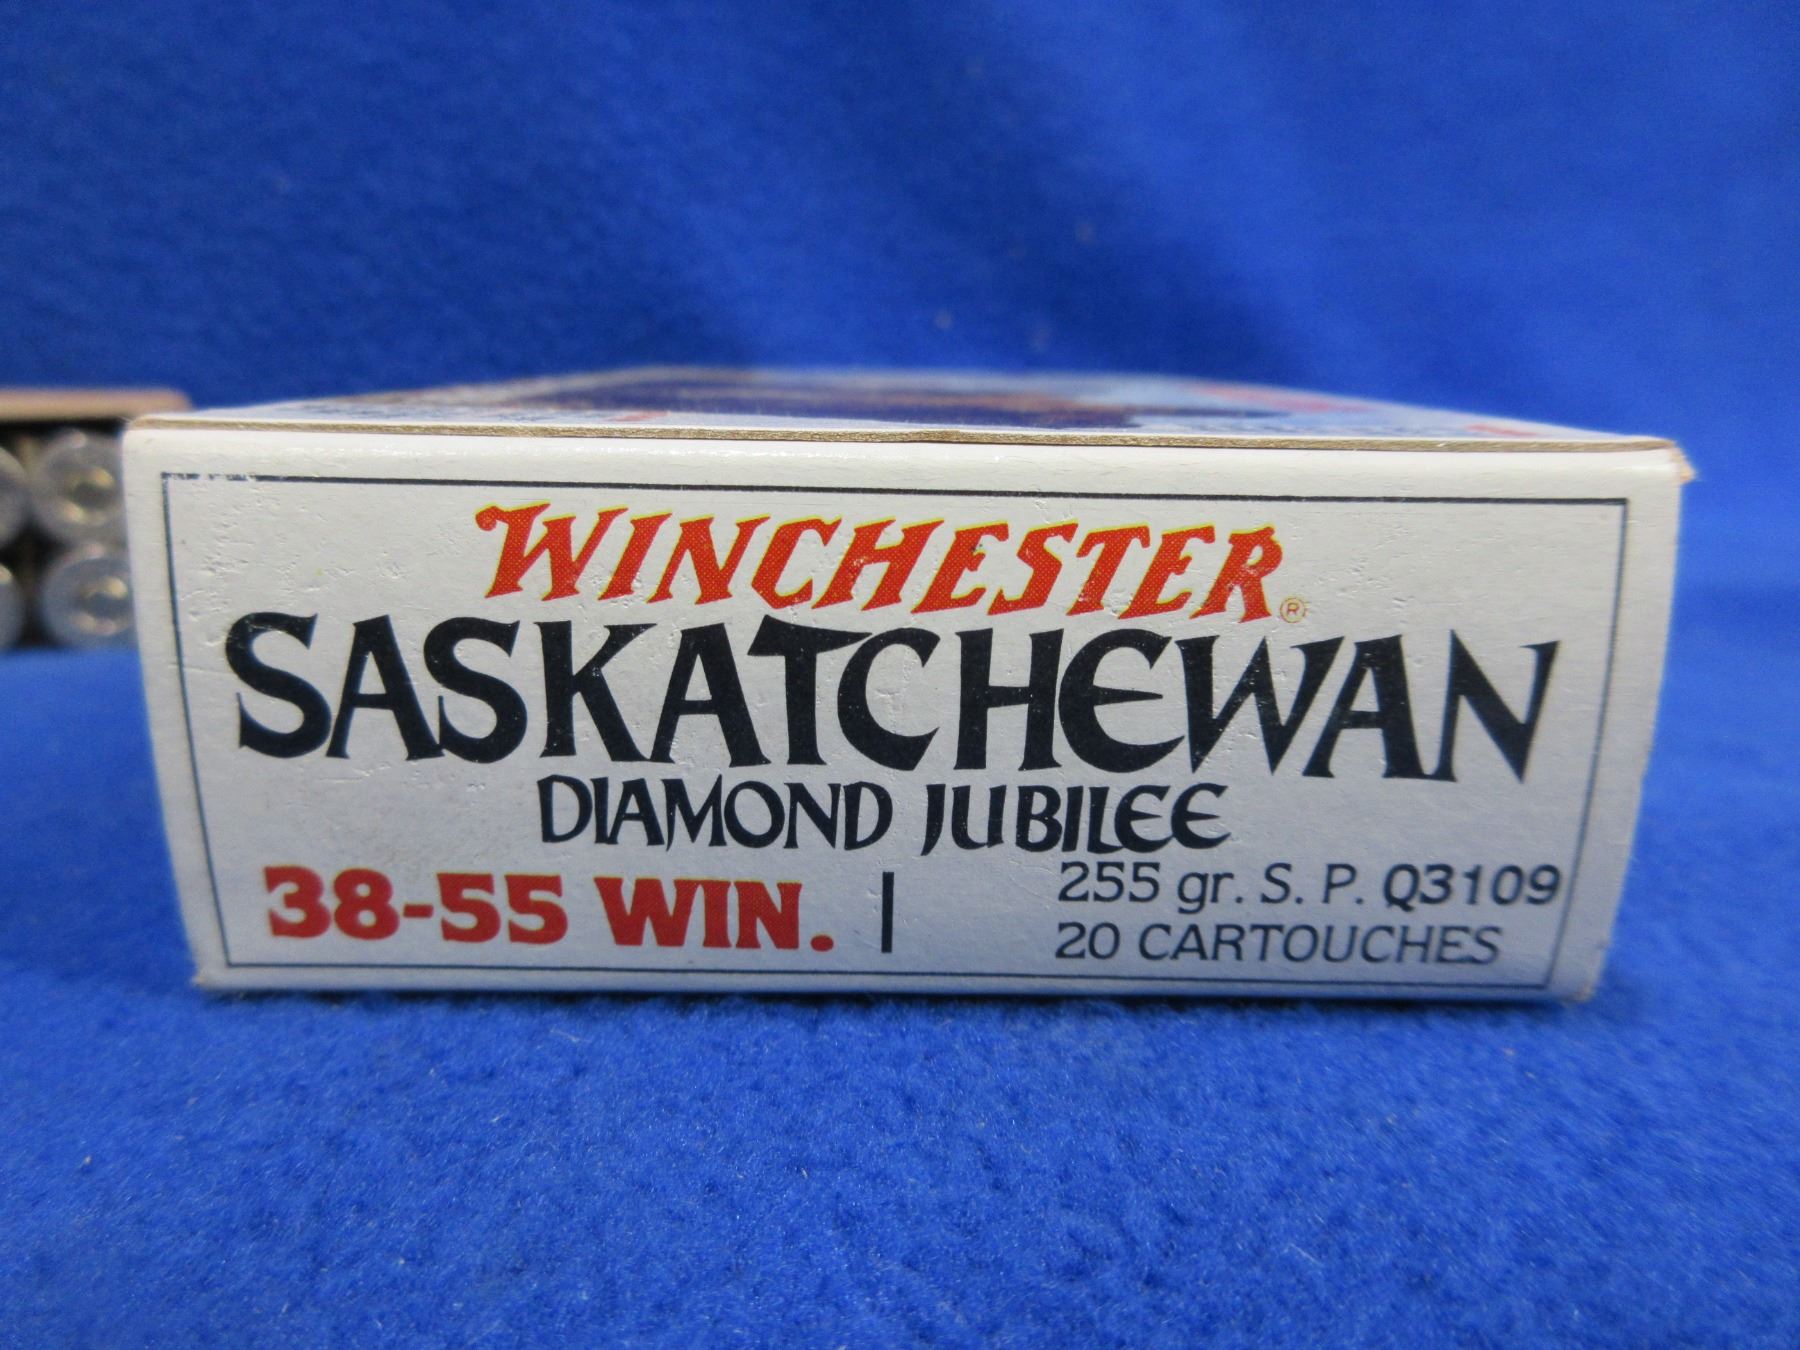 WINCHESTER®
SASKATCHEWAN
DIAMOND JUBILEE
38-55 WIN. | 255 gr. S. P. Q3109
20 CARTOUCHES